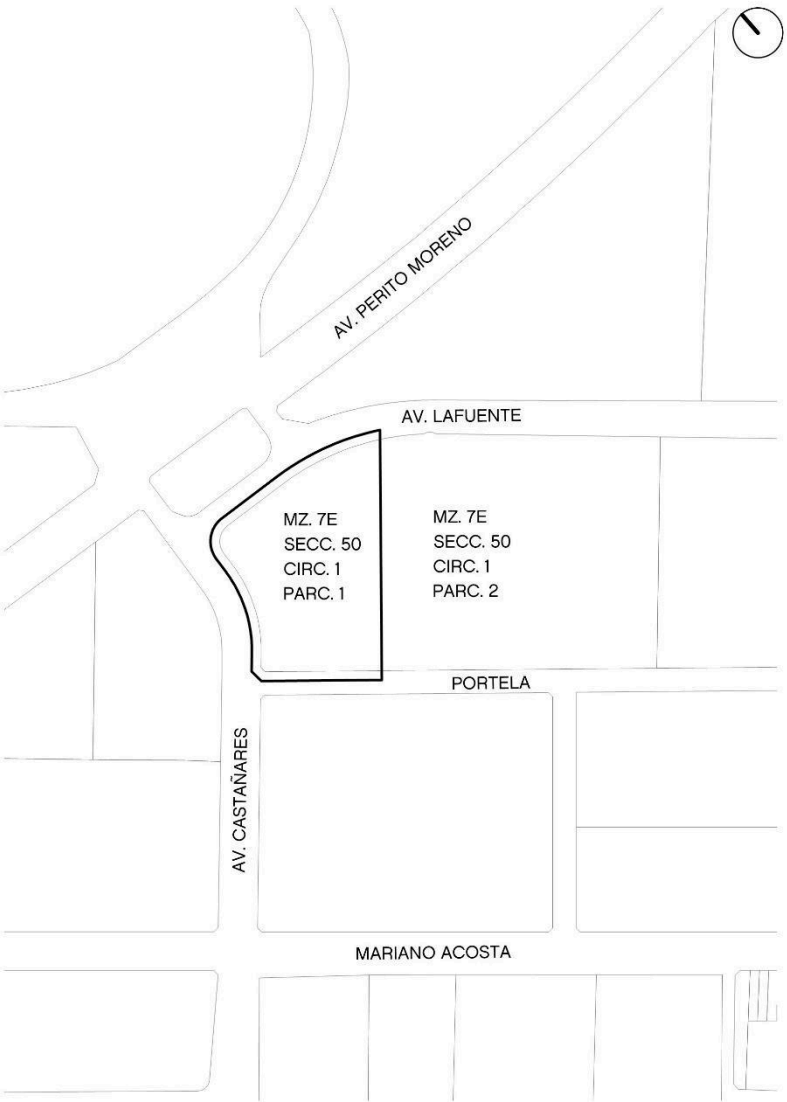 AV. PERITO MORENO
AV. LAFUENTE
MZ. 7E
SECC. 50
CIRC. 1
PARC. 1
MZ. 7E
SECC. 50
CIRC. 1
PARC. 2
PORTELA
AV. CASTAÑARES
MARIANO ACOSTA